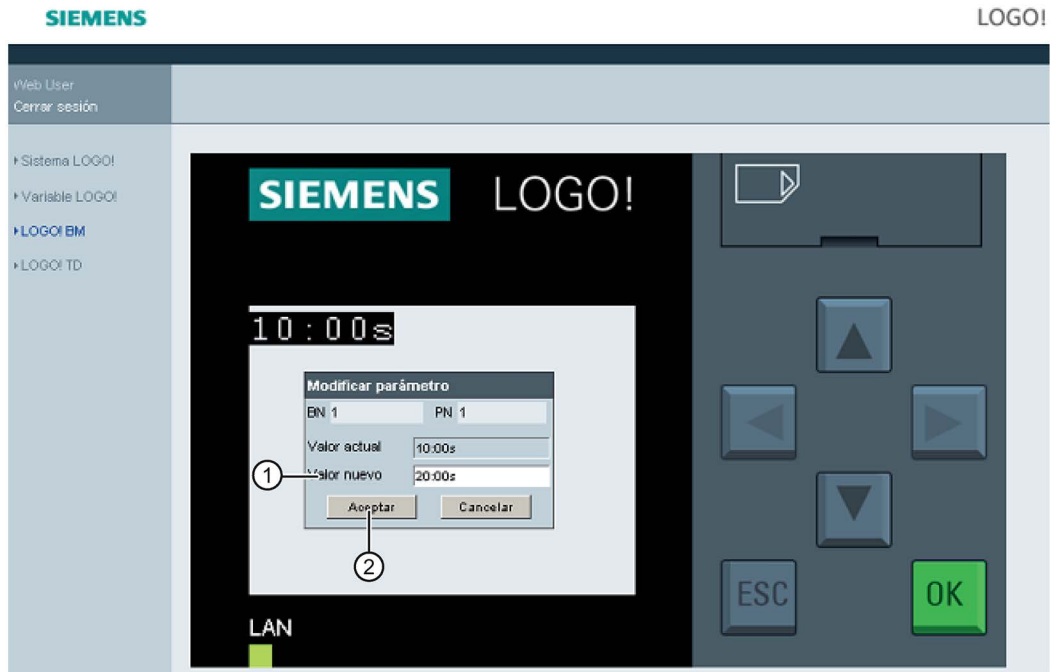 SIEMENS LOGO!
Web User
Cerrar sesión
Sistema LOGO!
Variable LOGO!
LOGO! BM
LOGO! TD
SIEMENS LOGO!
10:00s
Modificar parámetro
BN 1 PN 1
Valor actual 10:00s
1 Valor nuevo 20:00s
Aceptar Cancelar
2
ESC OK
LAN